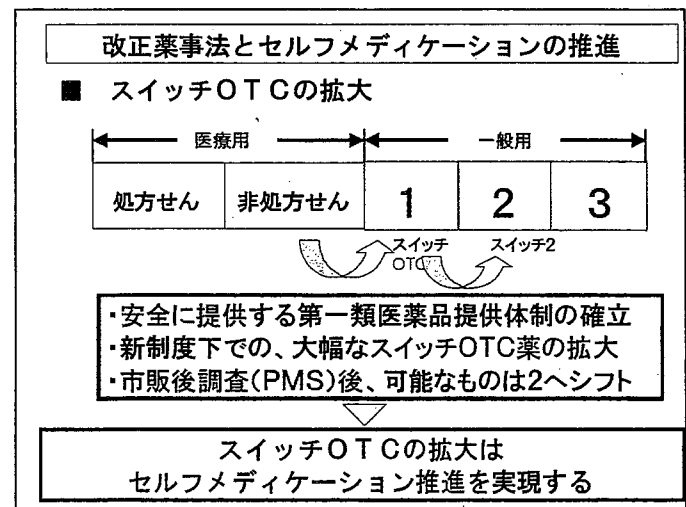 改正薬事法とセルフメディケーションの推進
■ スイッチOTCの拡大
医療用 一般用
処方せん 非処方せん 1 2 3
スイッチ スイッチ2
OTC
・安全に提供する第一類医薬品提供体制の確立
・新制度下での、大幅なスイッチOTC薬の拡大
・市販後調査(PMS)後、可能なものは2へシフト
スイッチOTCの拡大は
セルフメディケーション推進を実現する